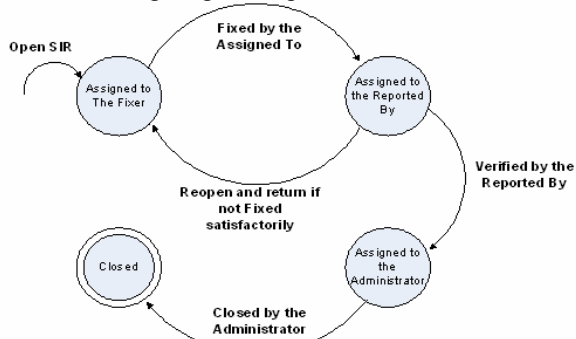 Fixed by the
Assigned To
Open SIR
Assigned to
The Fixer
Assigned to
the Reported
By
Verified by the
Reported By
Reopen and return if
not Fixed
satisfactorily
Assigned to
the
Administrator
Closed
Closed by the
Administrator